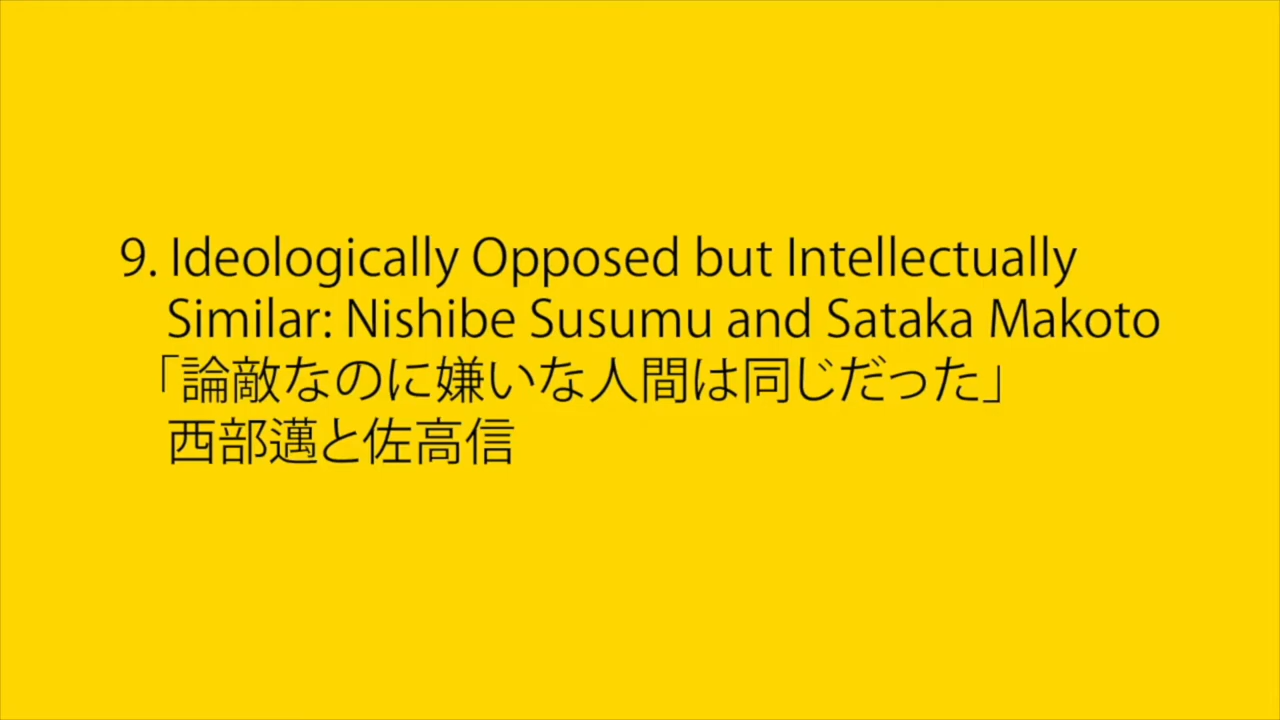 9. Ideologically Opposed but Intellectually
Similar: Nishibe Susumu and Sataka Makoto
「論敵なのに嫌いな人間は同じだった」
西部邁と佐高信